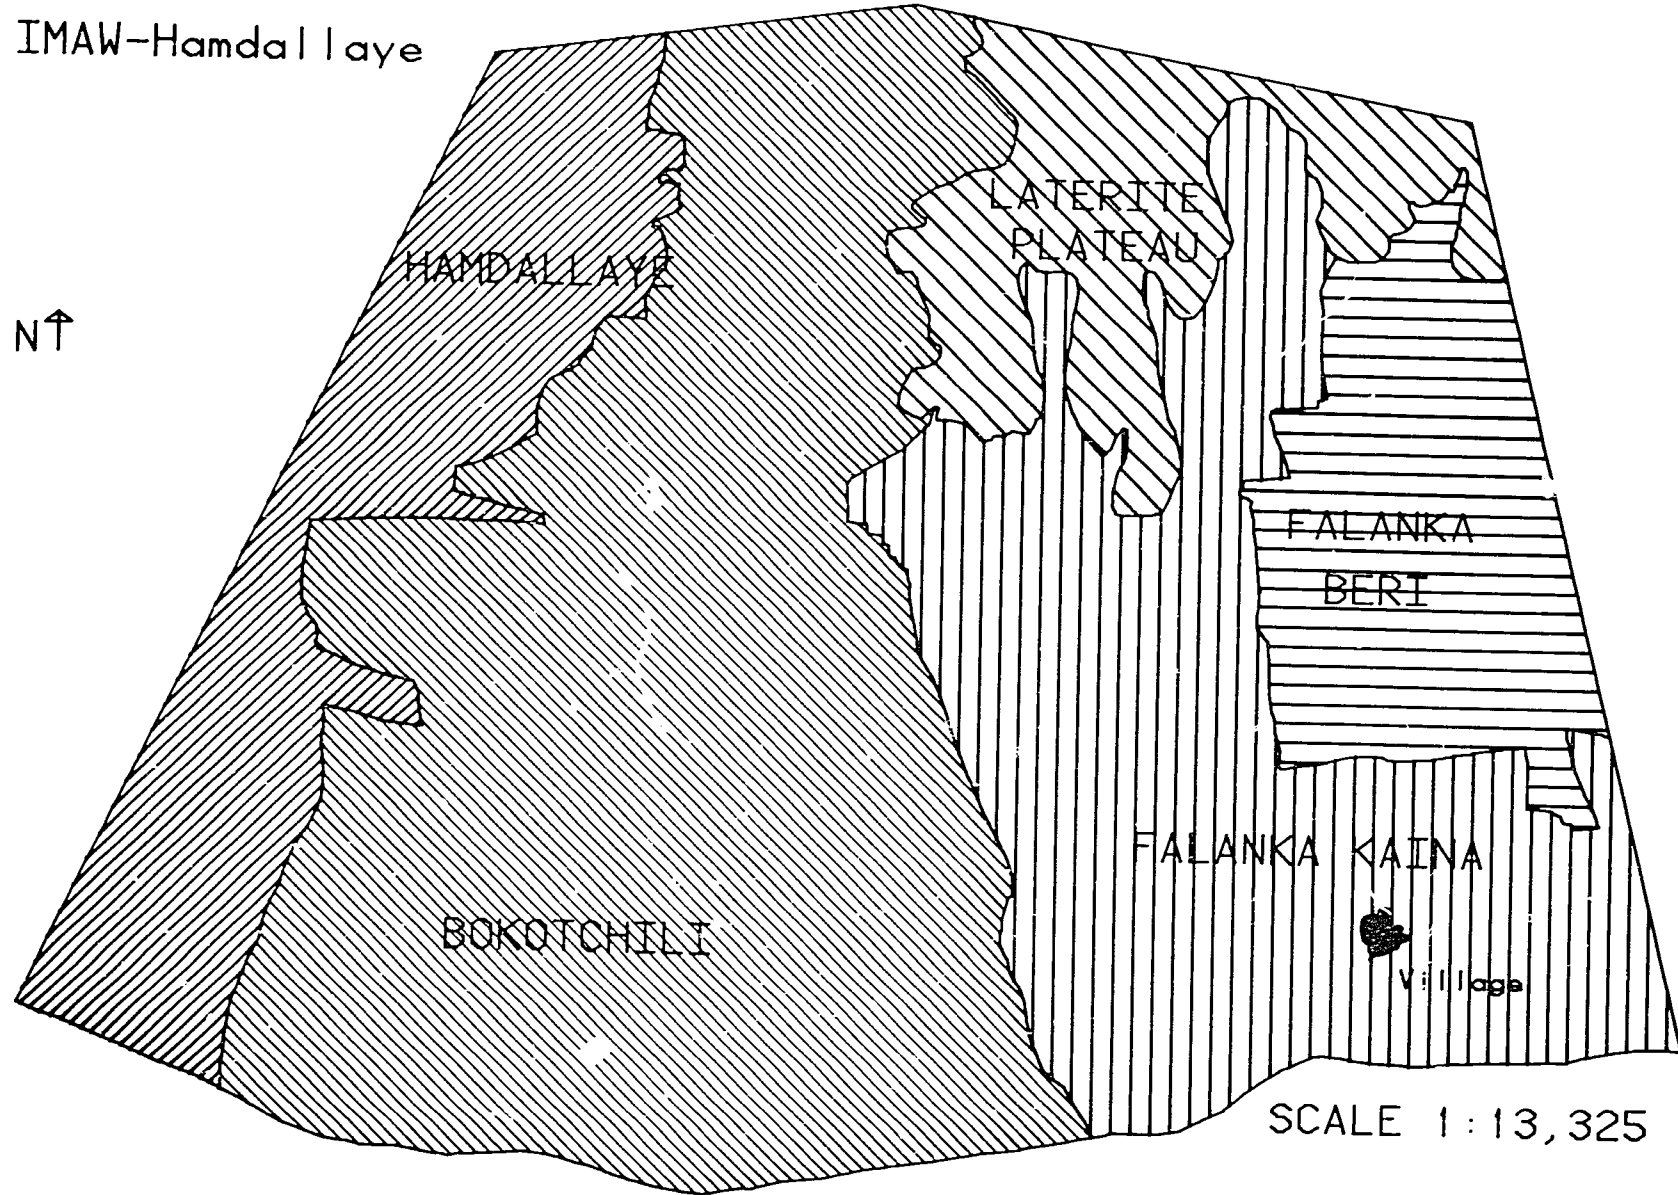 IMAW-Hamdallaye
LATERITE
PLATEAU
HAMDALLAYE
N
FALANKA
BERI
FALANKA KAINA
BOKOTCHILI
Village
SCALE 1:13,325